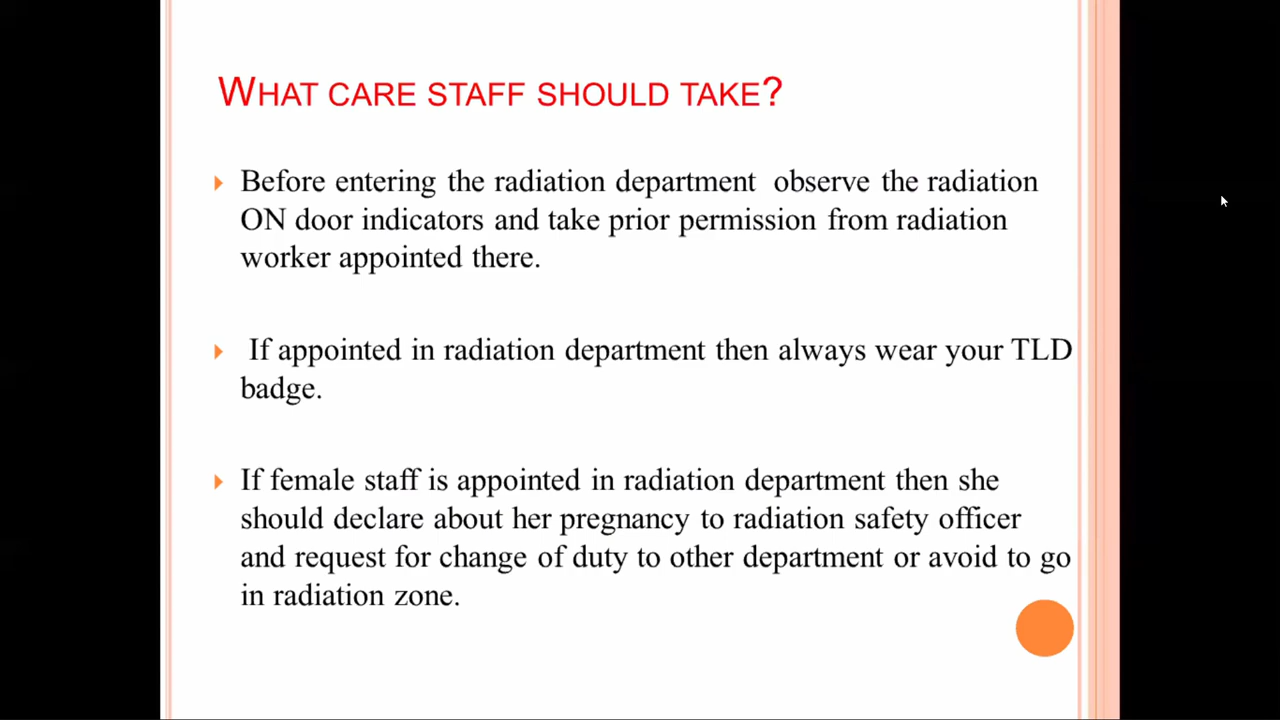 WHAT CARE STAFF SHOULD TAKE?
Before entering the radiation department observe the radiation
ON door indicators and take prior permission from radiation
worker appointed there.
If appointed in radiation department then always wear your TLD
badge.
If female staff is appointed in radiation department then she
should declare about her pregnancy to radiation safety officer
and request for change of duty to other department or avoid to go
in radiation zone.